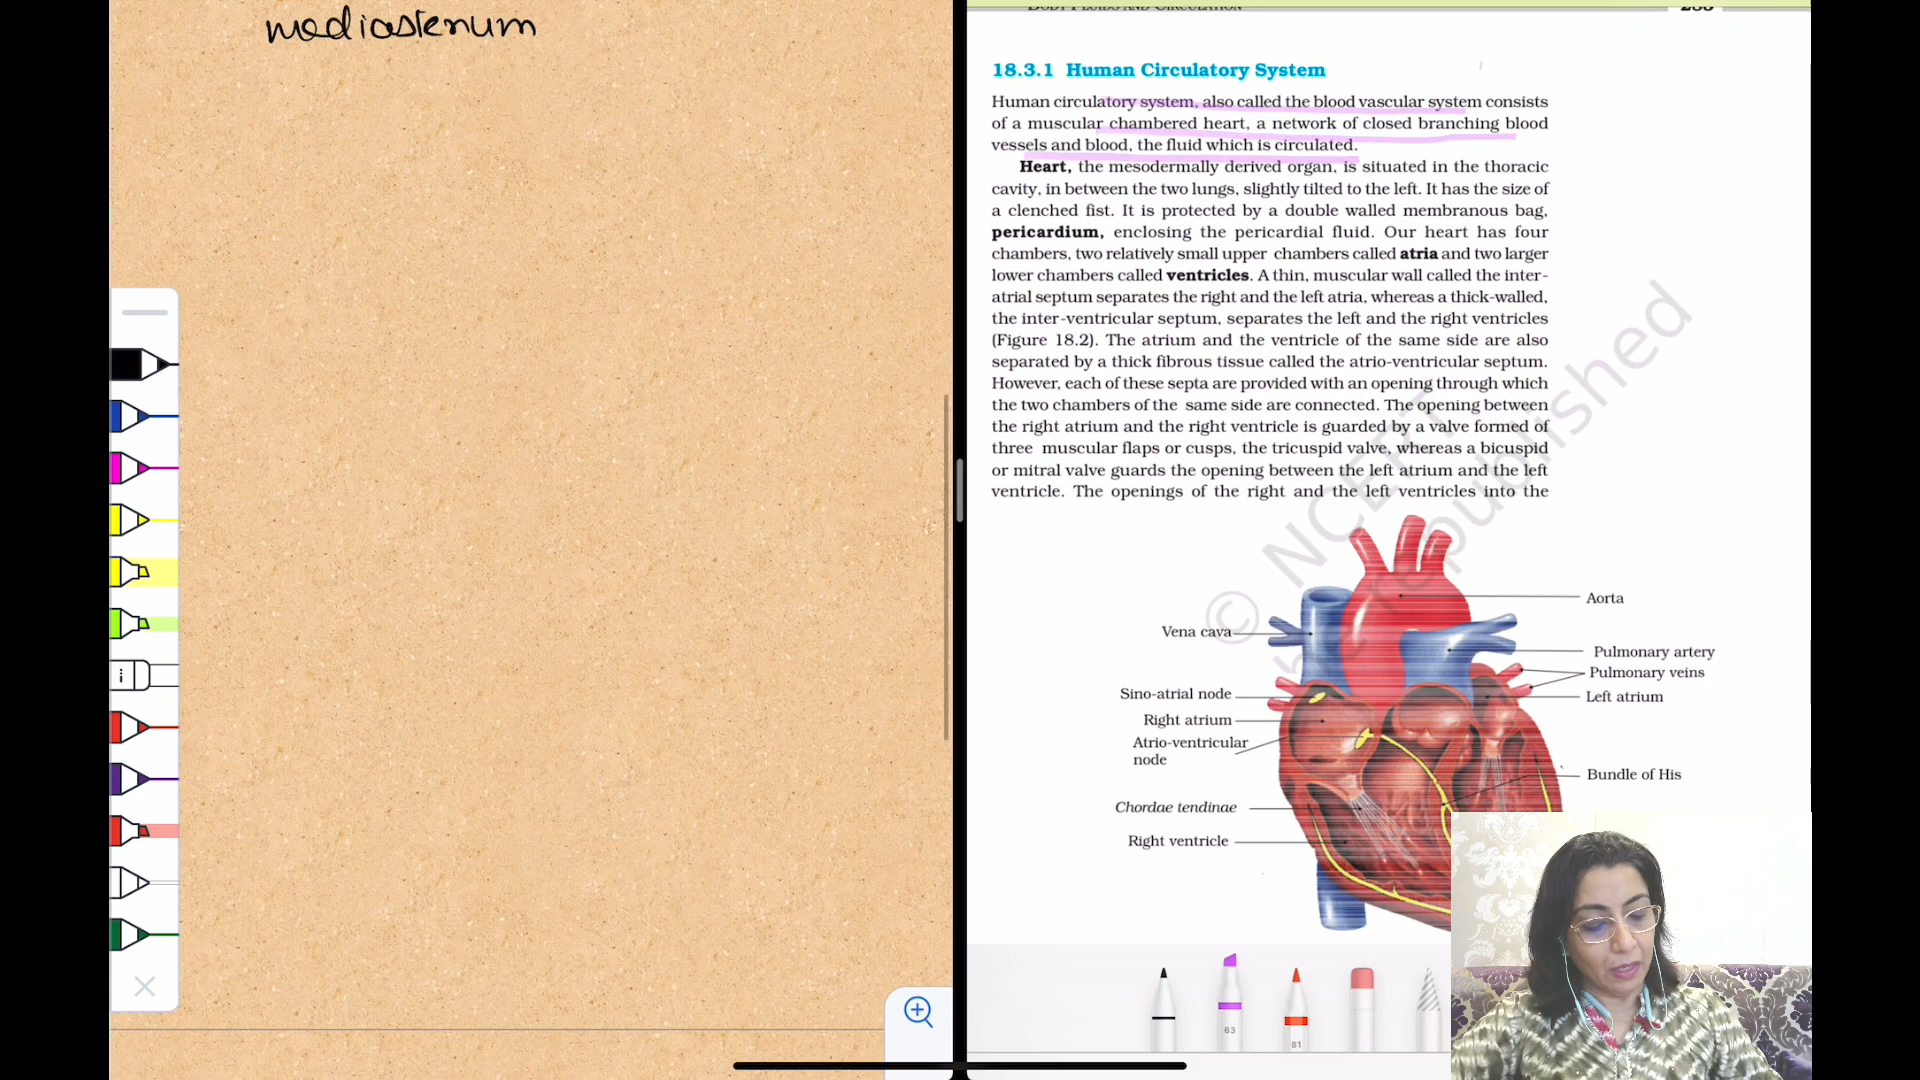 mediastenum
BODY FLUIDS AND CIRCULATION 283
18.3.1 Human Circulatory System
Human circulatory system, also called the blood vascular system consists
of a muscular chambered heart, a network of closed branching blood
vessels and blood, the fluid which is circulated.
Heart, the mesodermally derived organ, is situated in the thoracic
cavity, in between the two lungs, slightly tilted to the left. It has the size of
a clenched fist. It is protected by a double walled membranous bag,
pericardium, enclosing the pericardial fluid. Our heart has four
chambers, two relatively small upper chambers called atria and two larger
lower chambers called ventricles. A thin, muscular wall called the inter-
atrial septum separates the right and the left atria, whereas a thick-walled,
the inter-ventricular septum, separates the left and the right ventricles
(Figure 18.2). The atrium and the ventricle of the same side are also
separated by a thick fibrous tissue called the atrio-ventricular septum.
However, each of these septa are provided with an opening through which
the two chambers of the same side are connected. The opening between
the right atrium and the right ventricle is guarded by a valve formed of
three muscular flaps or cusps, the tricuspid valve, whereas a bicuspid
or mitral valve guards the opening between the left atrium and the left
ventricle. The openings of the right and the left ventricles into the
© NCERT
republished
Aorta
Vena cava
Pulmonary artery
Pulmonary veins
Sino-atrial node
Left atrium
Right atrium
Atrio-ventricular
node
Bundle of His
Chordae tendinae
Right ventricle
63
81